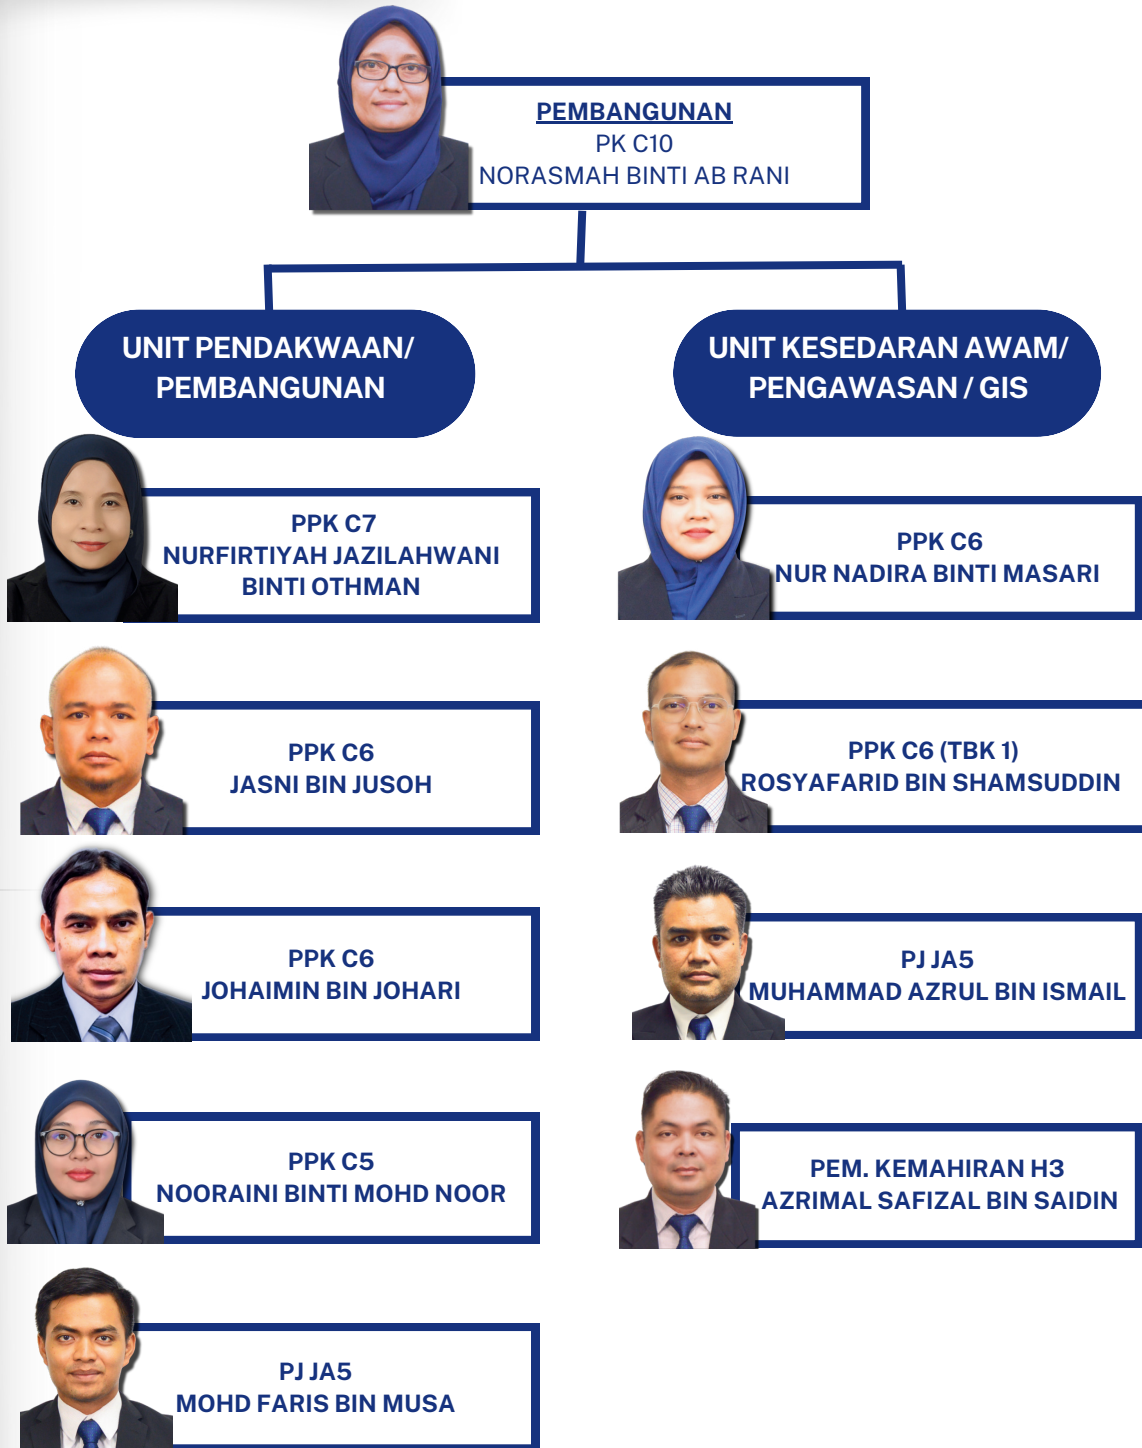 PEMBANGUNAN
PK C10
NORASMAH BINTI AB RANI
UNIT PENDAKWAAN/
PEMBANGUNAN
PPK C7
NURFIRTIYAH JAZILAHWANI
BINTI OTHMAN
PPK C6
JASNI BIN JUSOH
PPK C6
JOHAIMIN BIN JOHARI
PPK C5
NOORAINI BINTI MOHD NOOR
PJ JA5
MOHD FARIS BIN MUSA
UNIT KESEDARAN AWAM/
PENGAWASAN / GIS
PPK C6
NUR NADIRA BINTI MASARI
PPK C6 (TBK 1)
ROSYAFARID BIN SHAMSUDDIN
PJ JA5
MUHAMMAD AZRUL BIN ISMAIL
PEM. KEMAHIRAN H3
AZRIMAL SAFIZAL BIN SAIDIN